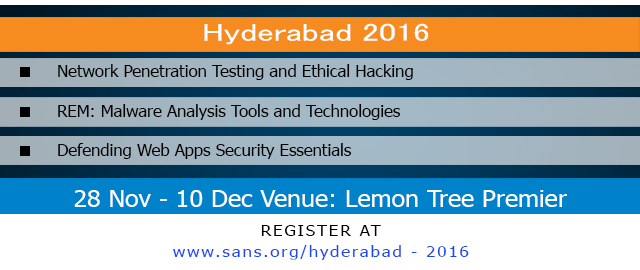 Hyderabad 2016
■ Network Penetration Testing and Ethical Hacking
■ REM: Malware Analysis Tools and Technologies
■ Defending Web Apps Security Essentials
28 Nov - 10 Dec Venue: Lemon Tree Premier
REGISTER AT
www.sans.org/hyderabad - 2016